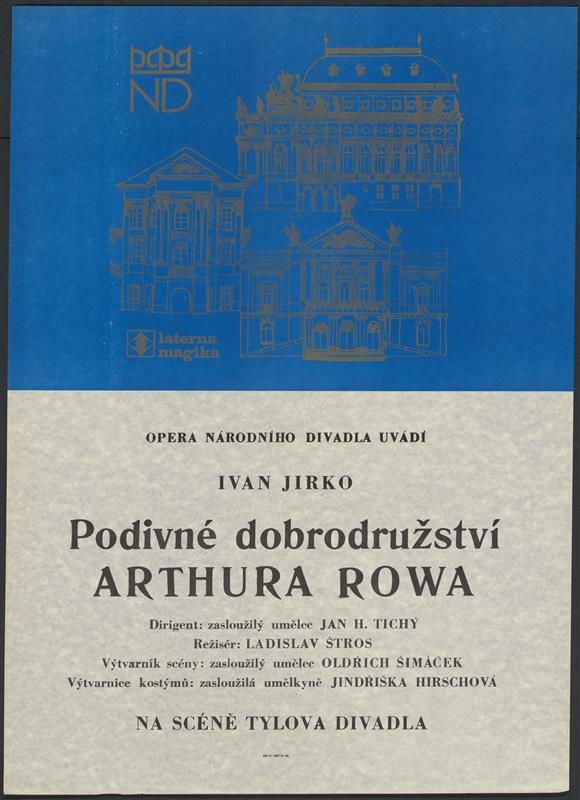 ND
laterna
magika
OPERA NÁRODNÍHO DIVADLA UVÁDÍ
IVAN JIRKO
Podivné dobrodružství
ARTHURA ROWA
Dirigent: zasloužilý umělec JAN H. TICHÝ
Režisér: LADISLAV ŠTROS
Výtvarník scény: zasloužilý umělec OLDŘICH ŠIMÁČEK
Výtvarnice kostýmů: zasloužilá umělkyně JINDŘIŠKA HIRSCHOVÁ
NA SCÉNĚ TYLOVA DIVADLA